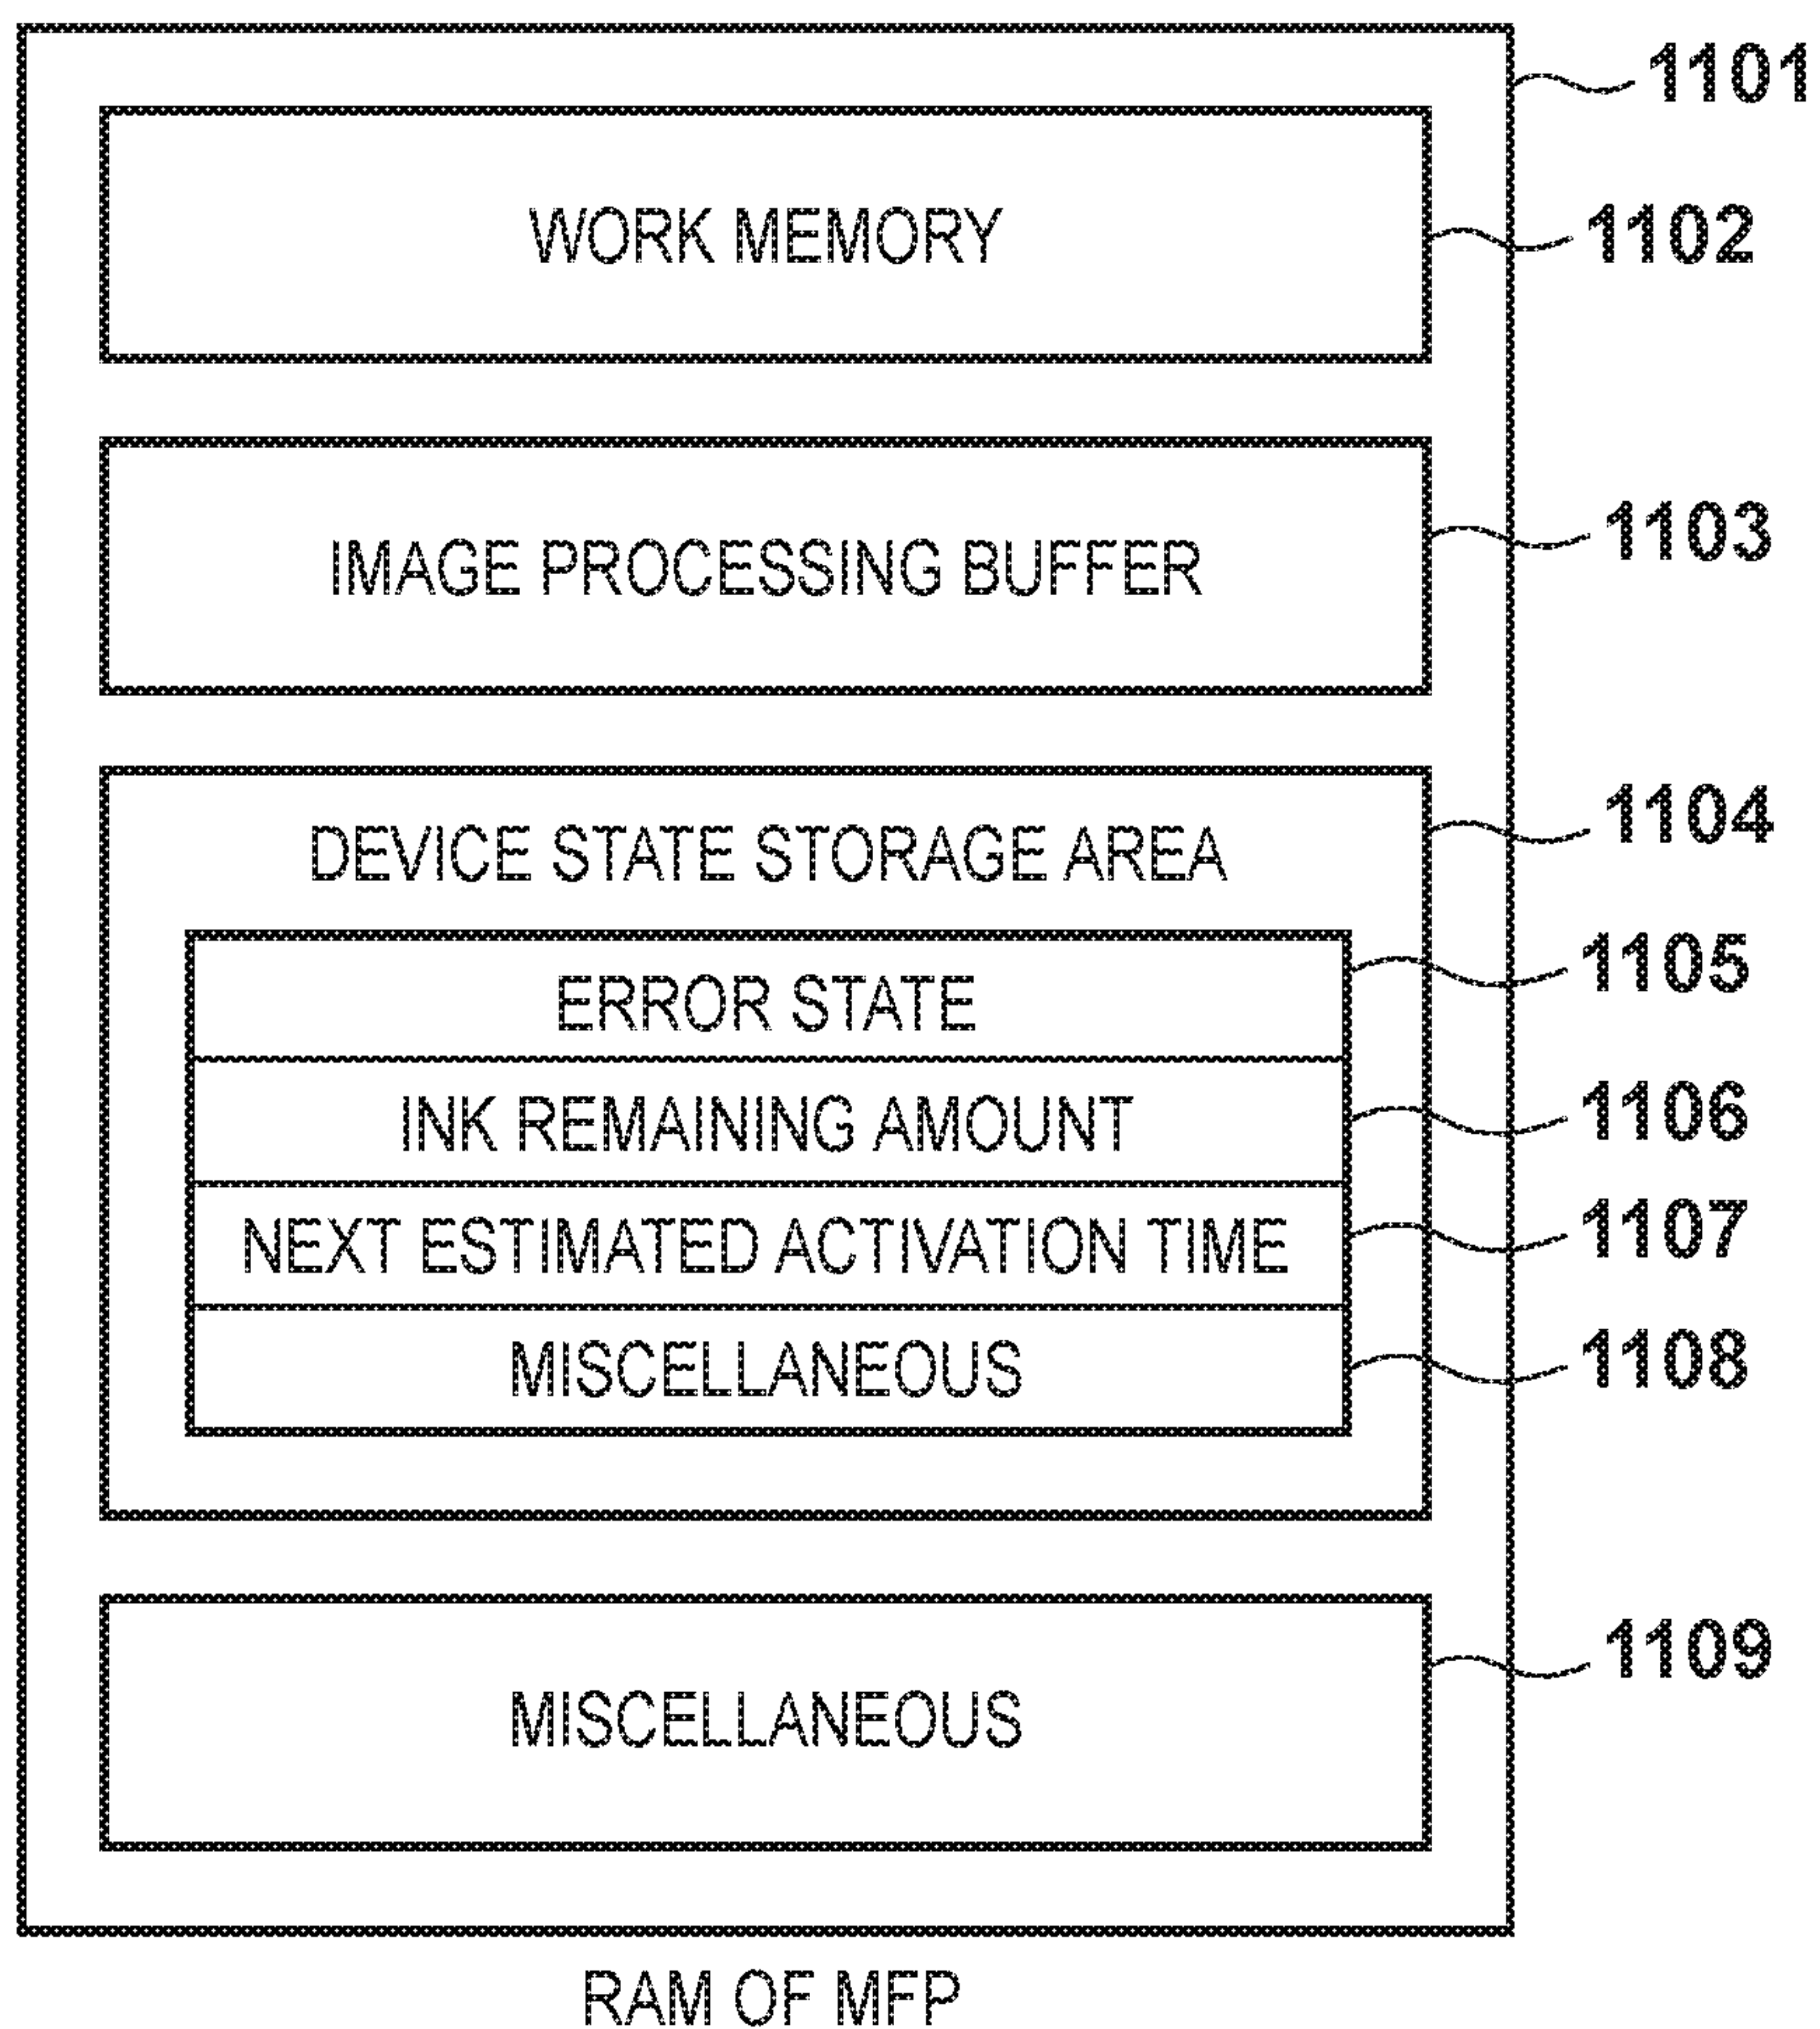 1101
WORK MEMORY
1102
IMAGE PROCESSING BUFFER
1103
DEVICE STATE STORAGE AREA
1104
ERROR STATE
1105
INK REMAINING AMOUNT
1106
NEXT ESTIMATED ACTIVATION TIME
1107
MISCELLANEOUS
1108
MISCELLANEOUS
1109
RAM OF MFP